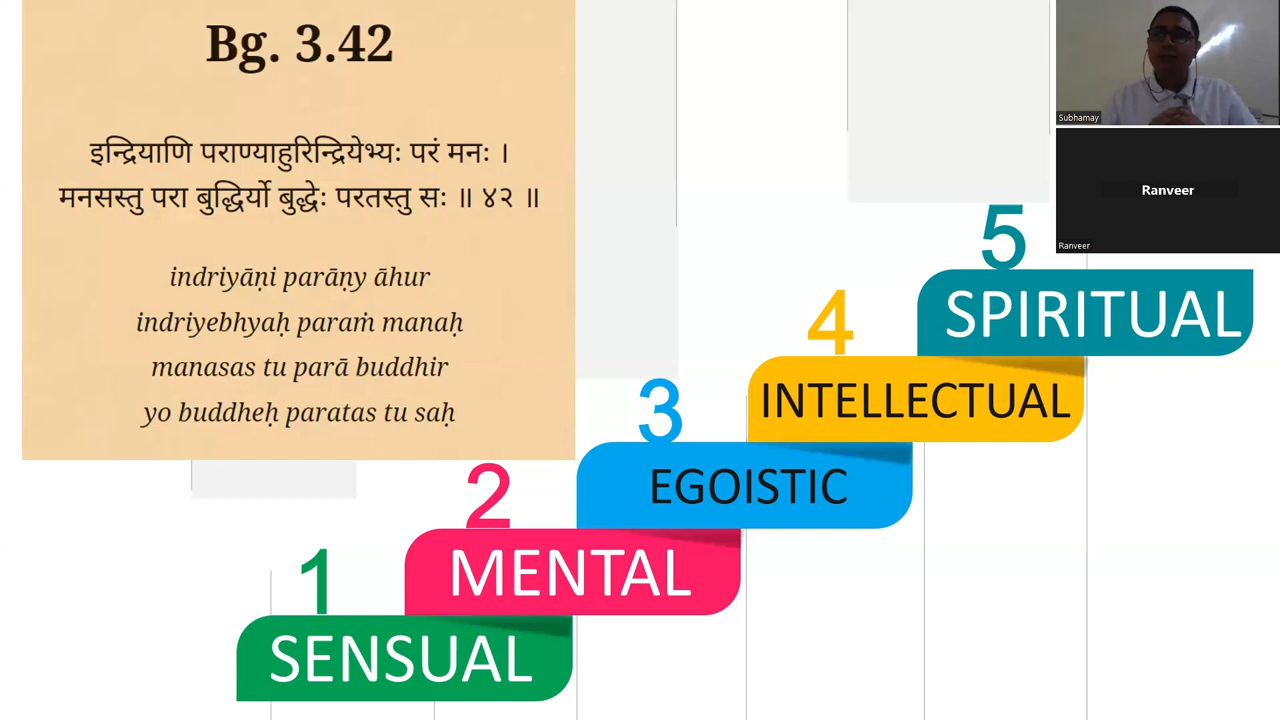 Bg. 3.42
इन्द्रियाणि पराण्याहुरिन्द्रियेभ्यः परं मनः ।
मनसस्तु परा बुद्धिर्यो बुद्धेः परतस्तु सः ॥ ४२ ॥
indriyāṇi parāṇy āhur
indriyebhyaḥ paraṁ manaḥ
manasas tu parā buddhir
yo buddheḥ paratas tu saḥ
1
SENSUAL
2
MENTAL
3
EGOISTIC
4
INTELLECTUAL
5
SPIRITUAL
Subhamay
Ranveer
Ranveer